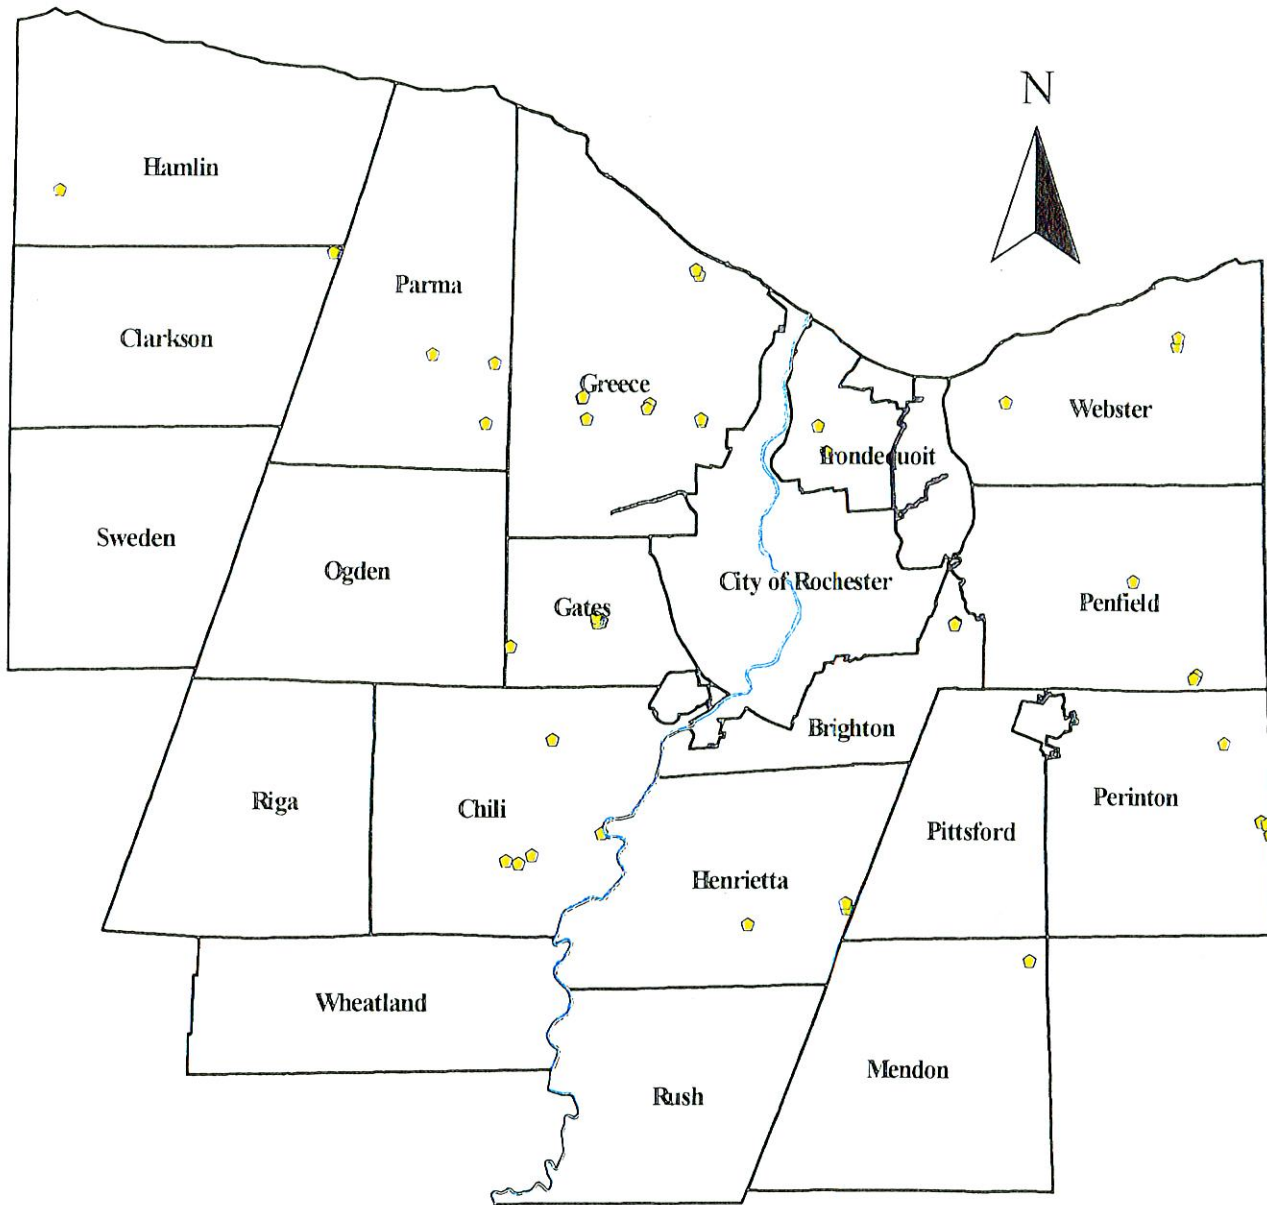 N
Hamlin
Parma
Clarkson
Greece
Webster
Irondequoit
Sweden
Ogden
City of Rochester
Gates
Penfield
Brighton
Riga
Chili
Perinton
Pittsford
Henrietta
Wheatland
Mendon
Rush